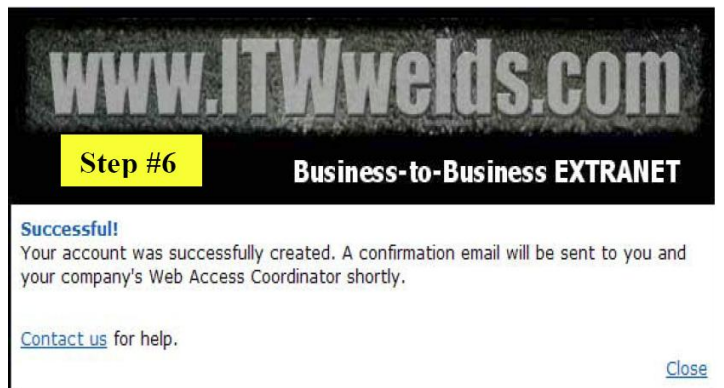 www.ITWwelds.com
Step #6
Business-to-Business EXTRANET
Successful!
Your account was successfully created. A confirmation email will be sent to you and
your company's Web Access Coordinator shortly.
Contact us for help.
Close